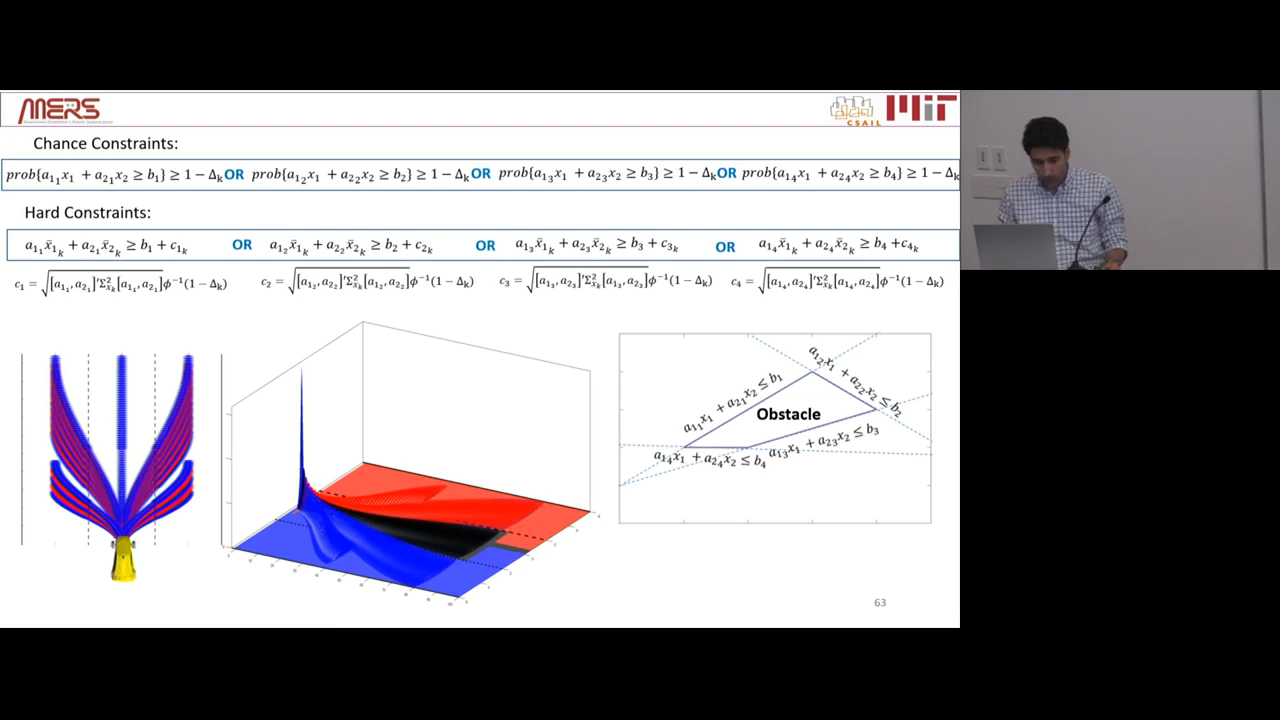 MERS
CSAIL
MIT
Chance Constraints:
𝑝𝑟𝑜𝑏{a₁₁x₁ + a₂₁x₂ ≥ b₁} ≥ 1 − Δₖ OR prob{a₁₂x₁ + a₂₂x₂ ≥ b₂} ≥ 1 − Δₖ OR prob{a₁₃x₁ + a₂₃x₂ ≥ b₃} ≥ 1 − Δₖ OR prob{a₁₄x₁ + a₂₄x₂ ≥ b₄} ≥ 1 − Δₖ
Hard Constraints:
a₁₁x̄₁ₖ + a₂₁x̄₂ₖ ≥ b₁ + c₁ₖ OR a₁₂x̄₁ₖ + a₂₂x̄₂ₖ ≥ b₂ + c₂ₖ OR a₁₃x̄₁ₖ + a₂₃x̄₂ₖ ≥ b₃ + c₃ₖ OR a₁₄x̄₁ₖ + a₂₄x̄₂ₖ ≥ b₄ +c₄ₖ
c₁ = √[a₁₁, a₂₁]'Σ²ₓₖ[a₁₁, a₂₁]ϕ⁻¹(1 − Δₖ) c₂ = √[a₁₂, a₂₂]'Σ²ₓₖ[a₁₂, a₂₂]ϕ⁻¹(1 − Δₖ) c₃ = √[a₁₃, a₂₃]'Σ²ₓₖ[a₁₃, a₂₃]ϕ⁻¹(1 − Δₖ) c₄ = √[a₁₄, a₂₄]'Σ²ₓₖ[a₁₄, a₂₄]ϕ⁻¹(1 − Δₖ)
a₁₁x₁ + a₂₁x₂ ≤ b₁
a₁₂x₁ + a₂₂x₂ ≤ b₂
Obstacle
a₁₃x₁ + a₂₃x₂ ≤ b₃
a₁₄x₁ + a₂₄x₂ ≤ b₄
63